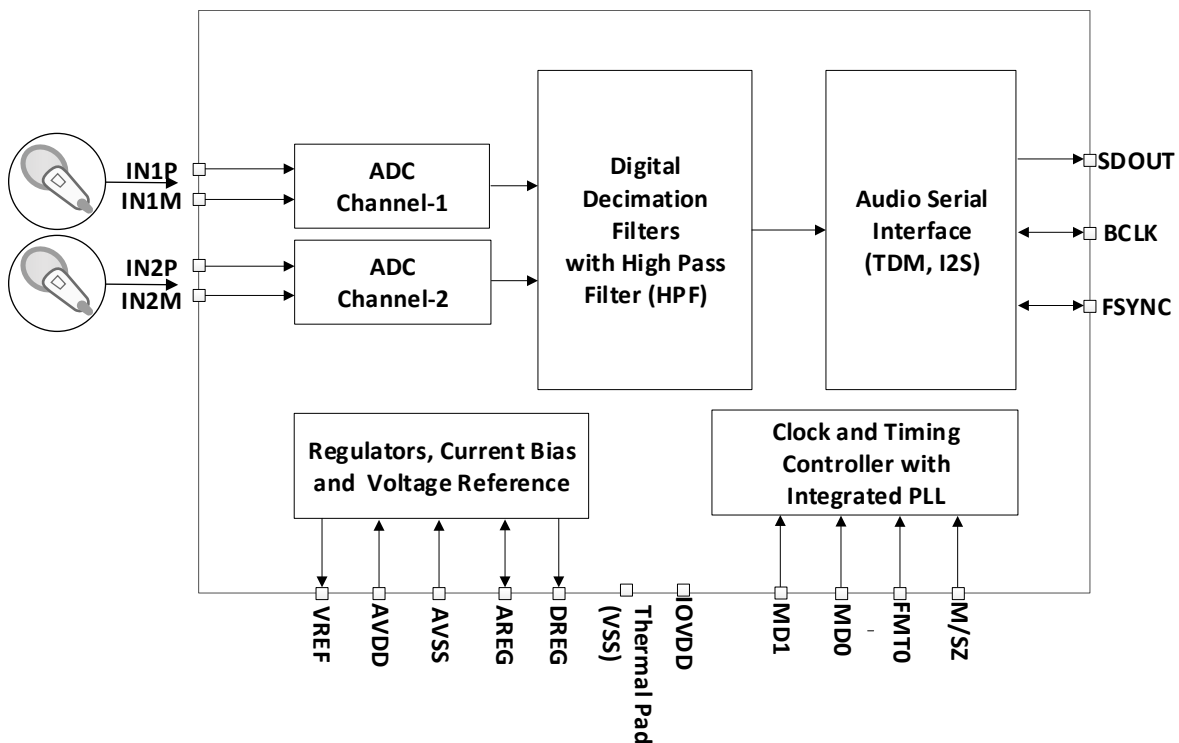 IN1P
IN1M
IN2P
IN2M
ADC
Channel-1
ADC
Channel-2
Digital
Decimation
Filters
with High Pass
Filter (HPF)
Audio Serial
Interface
(TDM, I2S)
SDOUT
BCLK
FSYNC
Regulators, Current Bias
and Voltage Reference
Clock and Timing
Controller with
Integrated PLL
VREF
AVDD
AVSS
AREG
DREG
Thermal Pad
(VSS)
IOVDD
MD1
MD0
FMT0
M/SZ